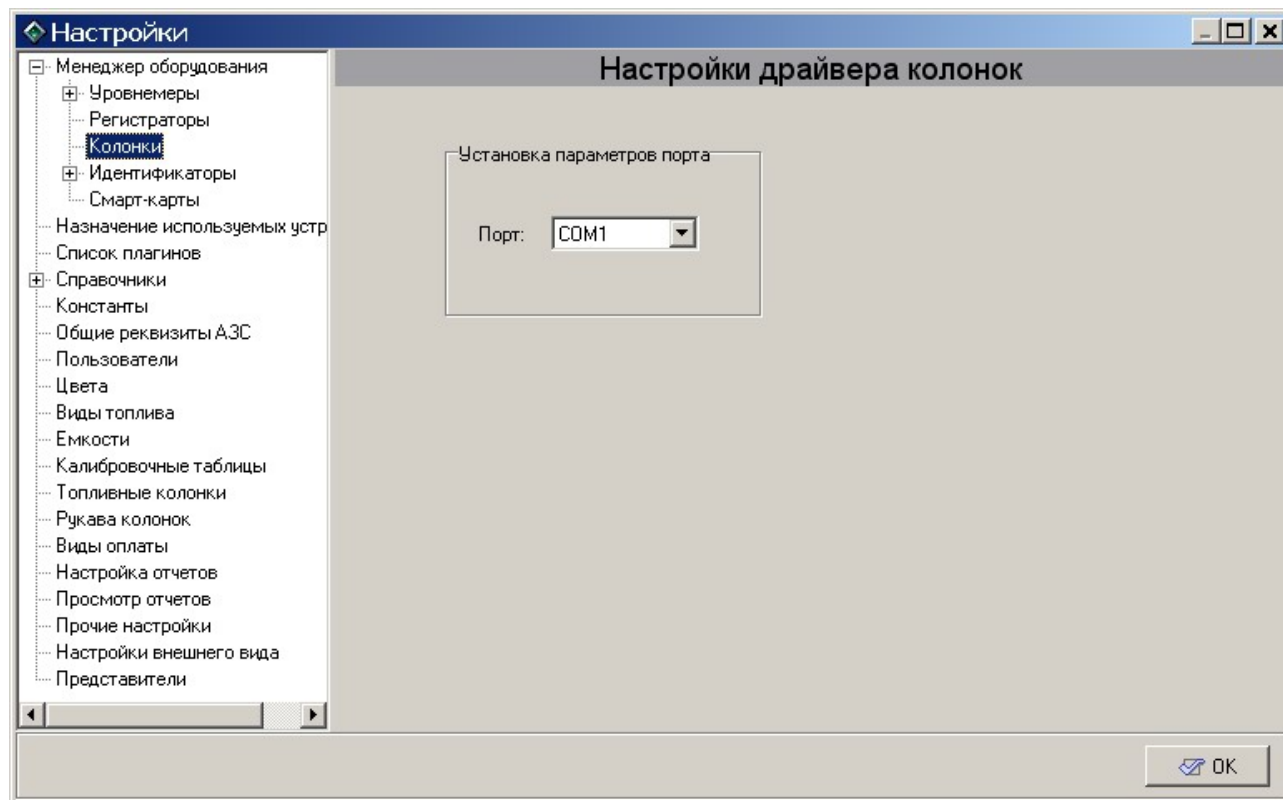 Настройки
Менеджер оборудования
Уровнемеры
Регистраторы
Колонки
Идентификаторы
Смарт-карты
Назначение используемых устр
Список плагинов
Справочники
Константы
Общие реквизиты АЗС
Пользователи
Цвета
Виды топлива
Емкости
Калибровочные таблицы
Топливные колонки
Рукава колонок
Виды оплаты
Настройка отчетов
Просмотр отчетов
Прочие настройки
Настройки внешнего вида
Представители
Настройки драйвера колонок
Установка параметров порта
Порт: COM1
OK